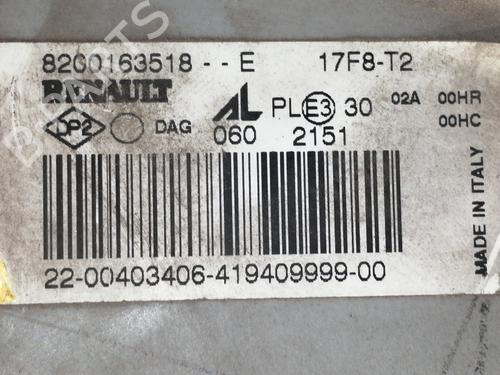 8200163518 - - E 17F8-T2
RENAULT
DP2 DAG AL PL E3 30 02A 00HR
060 2151 00HC
MADE IN ITALY
22-00403406-419409999-00